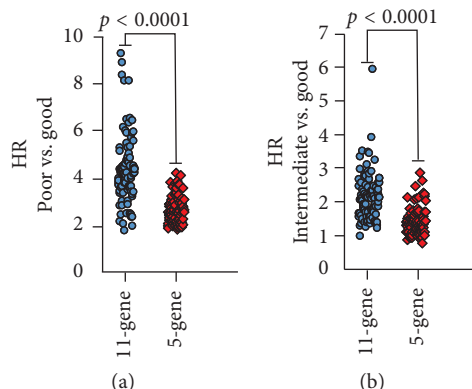 p < 0.0001
10
8
6
4
2
0
HR
Poor vs. good
11-gene
5-gene
(a)
p < 0.0001
7
6
5
4
3
2
1
0
HR
Intermediate vs. good
11-gene
5-gene
(b)